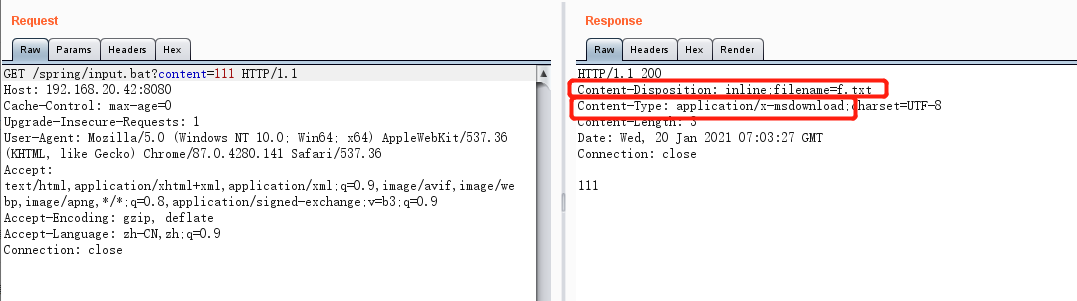 Request
Raw Params Headers Hex
GET /spring/input.bat?content=111 HTTP/1.1
Host: 192.168.20.42:8080
Cache-Control: max-age=0
Upgrade-Insecure-Requests: 1
User-Agent: Mozilla/5.0 (Windows NT 10.0; Win64; x64) AppleWebKit/537.36
(KHTML, like Gecko) Chrome/87.0.4280.141 Safari/537.36
Accept:
text/html,application/xhtml+xml,application/xml;q=0.9,image/avif,image/we
bp,image/apng,*/*;q=0.8,application/signed-exchange;v=b3;q=0.9
Accept-Encoding: gzip, deflate
Accept-Language: zh-CN,zh;q=0.9
Connection: close
Response
Raw Headers Hex Render
HTTP/1.1 200
Content-Disposition: inline;filename=f.txt
Content-Type: application/x-msdownload;charset=UTF-8
Content-Length: 3
Date: Wed, 20 Jan 2021 07:03:27 GMT
Connection: close
111